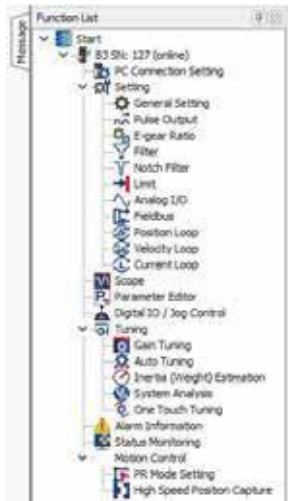 Message
Function List
Start
B3 SN: 127 (online)
PC Connection Setting
Setting
General Setting
Pulse Output
E-gear Ratio
Filter
Notch Filter
Limit
Analog I/O
Fieldbus
Position Loop
Velocity Loop
Current Loop
Scope
Parameter Editor
Digital IO / Jog Control
Tuning
Gain Tuning
Auto Tuning
Inertia (Weight) Estimation
System Analysis
One Touch Tuning
Alarm Information
Status Monitoring
Motion Control
PR Mode Setting
High Speed Position Capture